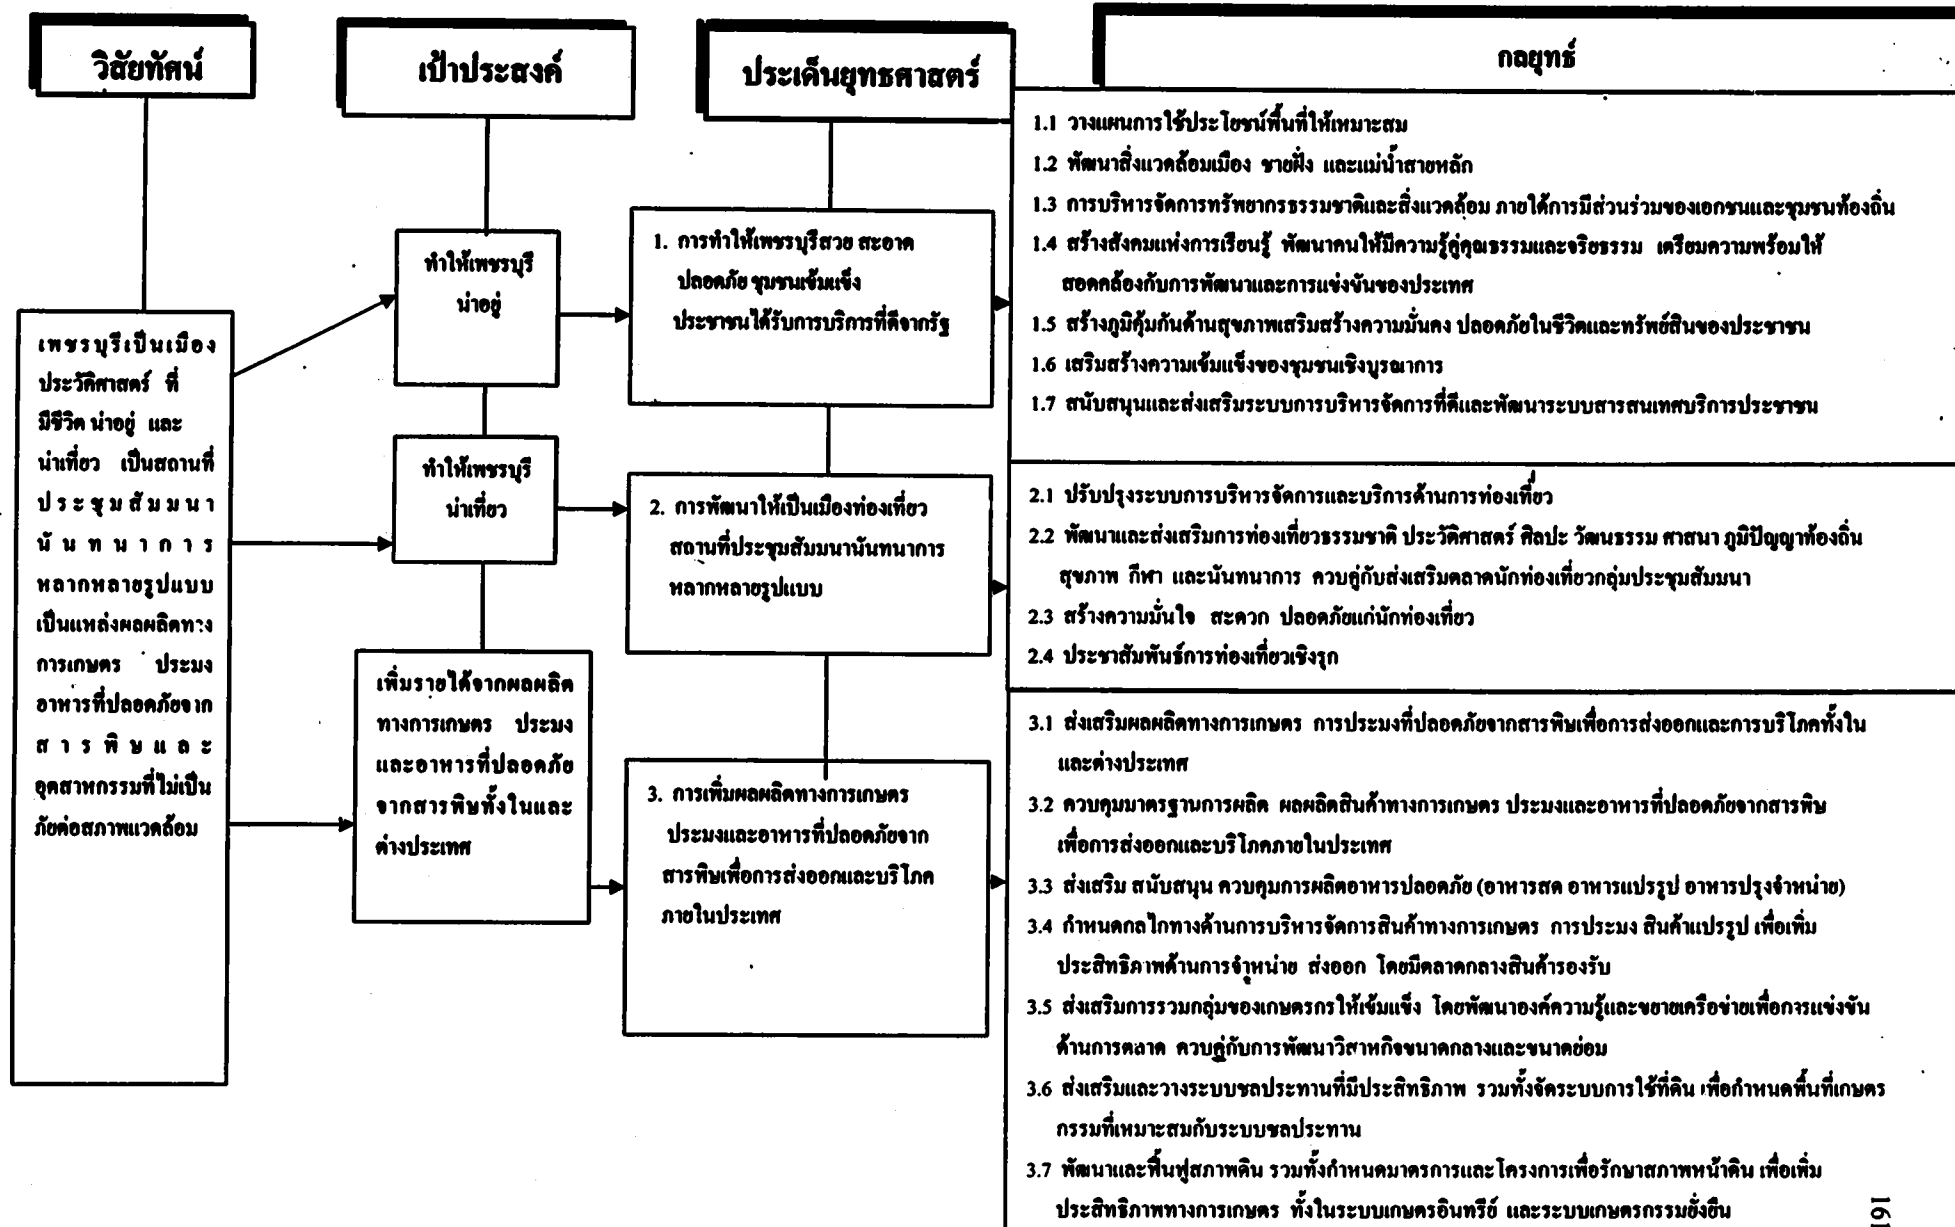 วิสัยทัศน์
เป้าประสงค์
ประเด็นยุทธศาสตร์
กลยุทธ์
เพชรบุรีเป็นเมือง
ประวัติศาสตร์ ที่
มีชีวิต น่าอยู่ และ
น่าเที่ยว เป็นสถานที่
ประชุมสัมมนา
นันทนาการ
หลากหลายรูปแบบ
เป็นแหล่งผลผลิตทาง
การเกษตร ประมง
อาหารที่ปลอดภัยจาก
สารพิษและ
อุตสาหกรรมที่ไม่เป็น
ภัยต่อสภาพแวดล้อม
ทำให้เพชรบุรี
น่าอยู่
ทำให้เพชรบุรี
น่าเที่ยว
เพิ่มรายได้จากผลผลิต
ทางการเกษตร ประมง
และอาหารที่ปลอดภัย
จากสารพิษทั้งในและ
ต่างประเทศ
1. การทำให้เพชรบุรีสวย สะอาด
ปลอดภัย ชุมชนเข้มแข็ง
ประชาชนได้รับการบริการที่ดีจากรัฐ
2. การพัฒนาให้เป็นเมืองท่องเที่ยว
สถานที่ประชุมสัมมนานันทนาการ
หลากหลายรูปแบบ
3. การเพิ่มผลผลิตทางการเกษตร
ประมงและอาหารที่ปลอดภัยจาก
สารพิษเพื่อการส่งออกและบริโภค
ภายในประเทศ
1.1 วางแผนการใช้ประโยชน์พื้นที่ให้เหมาะสม
1.2 พัฒนาสิ่งแวดล้อมเมือง ชายฝั่ง และแม่น้ำสายหลัก
1.3 การบริหารจัดการทรัพยากรธรรมชาติและสิ่งแวดล้อม ภายใต้การมีส่วนร่วมของเอกชนและชุมชนท้องถิ่น
1.4 สร้างสังคมแห่งการเรียนรู้ พัฒนาคนให้มีความรู้คู่คุณธรรมและจริยธรรม เตรียมความพร้อมให้
สอดคล้องกับการพัฒนาและการแข่งขันของประเทศ
1.5 สร้างภูมิคุ้มกันด้านสุขภาพเสริมสร้างความมั่นคง ปลอดภัยในชีวิตและทรัพย์สินของประชาชน
1.6 เสริมสร้างความเข้มแข็งของชุมชนเชิงบูรณาการ
1.7 สนับสนุนและส่งเสริมระบบการบริหารจัดการที่ดีและพัฒนาระบบสารสนเทศบริการประชาชน
2.1 ปรับปรุงระบบการบริหารจัดการและบริการด้านการท่องเที่ยว
2.2 พัฒนาและส่งเสริมการท่องเที่ยวธรรมชาติ ประวัติศาสตร์ ศิลปะ วัฒนธรรม ศาสนา ภูมิปัญญาท้องถิ่น
สุขภาพ กีฬา และนันทนาการ ควบคู่กับส่งเสริมตลาดนักท่องเที่ยวกลุ่มประชุมสัมมนา
2.3 สร้างความมั่นใจ สะดวก ปลอดภัยแก่นักท่องเที่ยว
2.4 ประชาสัมพันธ์การท่องเที่ยวเชิงรุก
3.1 ส่งเสริมผลผลิตทางการเกษตร การประมงที่ปลอดภัยจากสารพิษเพื่อการส่งออกและการบริโภคทั้งใน
และต่างประเทศ
3.2 ควบคุมมาตรฐานการผลิต ผลผลิตสินค้าทางการเกษตร ประมงและอาหารที่ปลอดภัยจากสารพิษ
เพื่อการส่งออกและบริโภคภายในประเทศ
3.3 ส่งเสริม สนับสนุน ควบคุมการผลิตอาหารปลอดภัย (อาหารสด อาหารแปรรูป อาหารปรุงจำหน่าย)
3.4 กำหนดกลไกทางด้านการบริหารจัดการสินค้าทางการเกษตร การประมง สินค้าแปรรูป เพื่อเพิ่ม
ประสิทธิภาพด้านการจำหน่าย ส่งออก โดยมีตลาดกลางสินค้ารองรับ
3.5 ส่งเสริมการรวมกลุ่มของเกษตรกรให้เข้มแข็ง โดยพัฒนาองค์ความรู้และขยายเครือข่ายเพื่อการแข่งขัน
ด้านการตลาด ควบคู่กับการพัฒนาวิสาหกิจขนาดกลางและขนาดย่อม
3.6 ส่งเสริมและวางระบบชลประทานที่มีประสิทธิภาพ รวมทั้งจัดระบบการใช้ที่ดิน เพื่อกำหนดพื้นที่เกษตร
กรรมที่เหมาะสมกับระบบชลประทาน
3.7 พัฒนาและฟื้นฟูสภาพดิน รวมทั้งกำหนดมาตรการและโครงการเพื่อรักษาสภาพหน้าดิน เพื่อเพิ่ม
ประสิทธิภาพทางการเกษตร ทั้งในระบบเกษตรอินทรีย์ และระบบเกษตรกรรมยั่งยืน
161